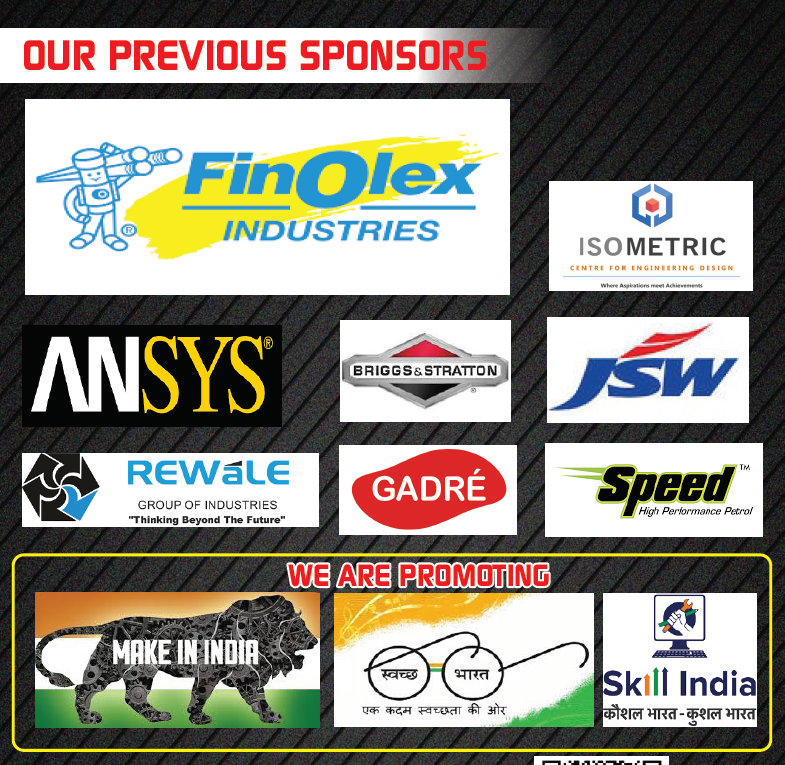 OUR PREVIOUS SPONSORS
FinOlex
INDUSTRIES
®
ISOMETRIC
CENTRE FOR ENGINEERING DESIGN
Where Aspirations meet Achievements
ANSYS®
BRIGGS & STRATTON
®
JSW
REWáLE
GROUP OF INDUSTRIES
"Thinking Beyond The Future"
GADRÉ
Speed™
High Performance Petrol
WE ARE PROMOTING
MAKE IN INDIA
स्वच्छ भारत
एक कदम स्वच्छता की ओर
Skill India
कौशल भारत - कुशल भारत